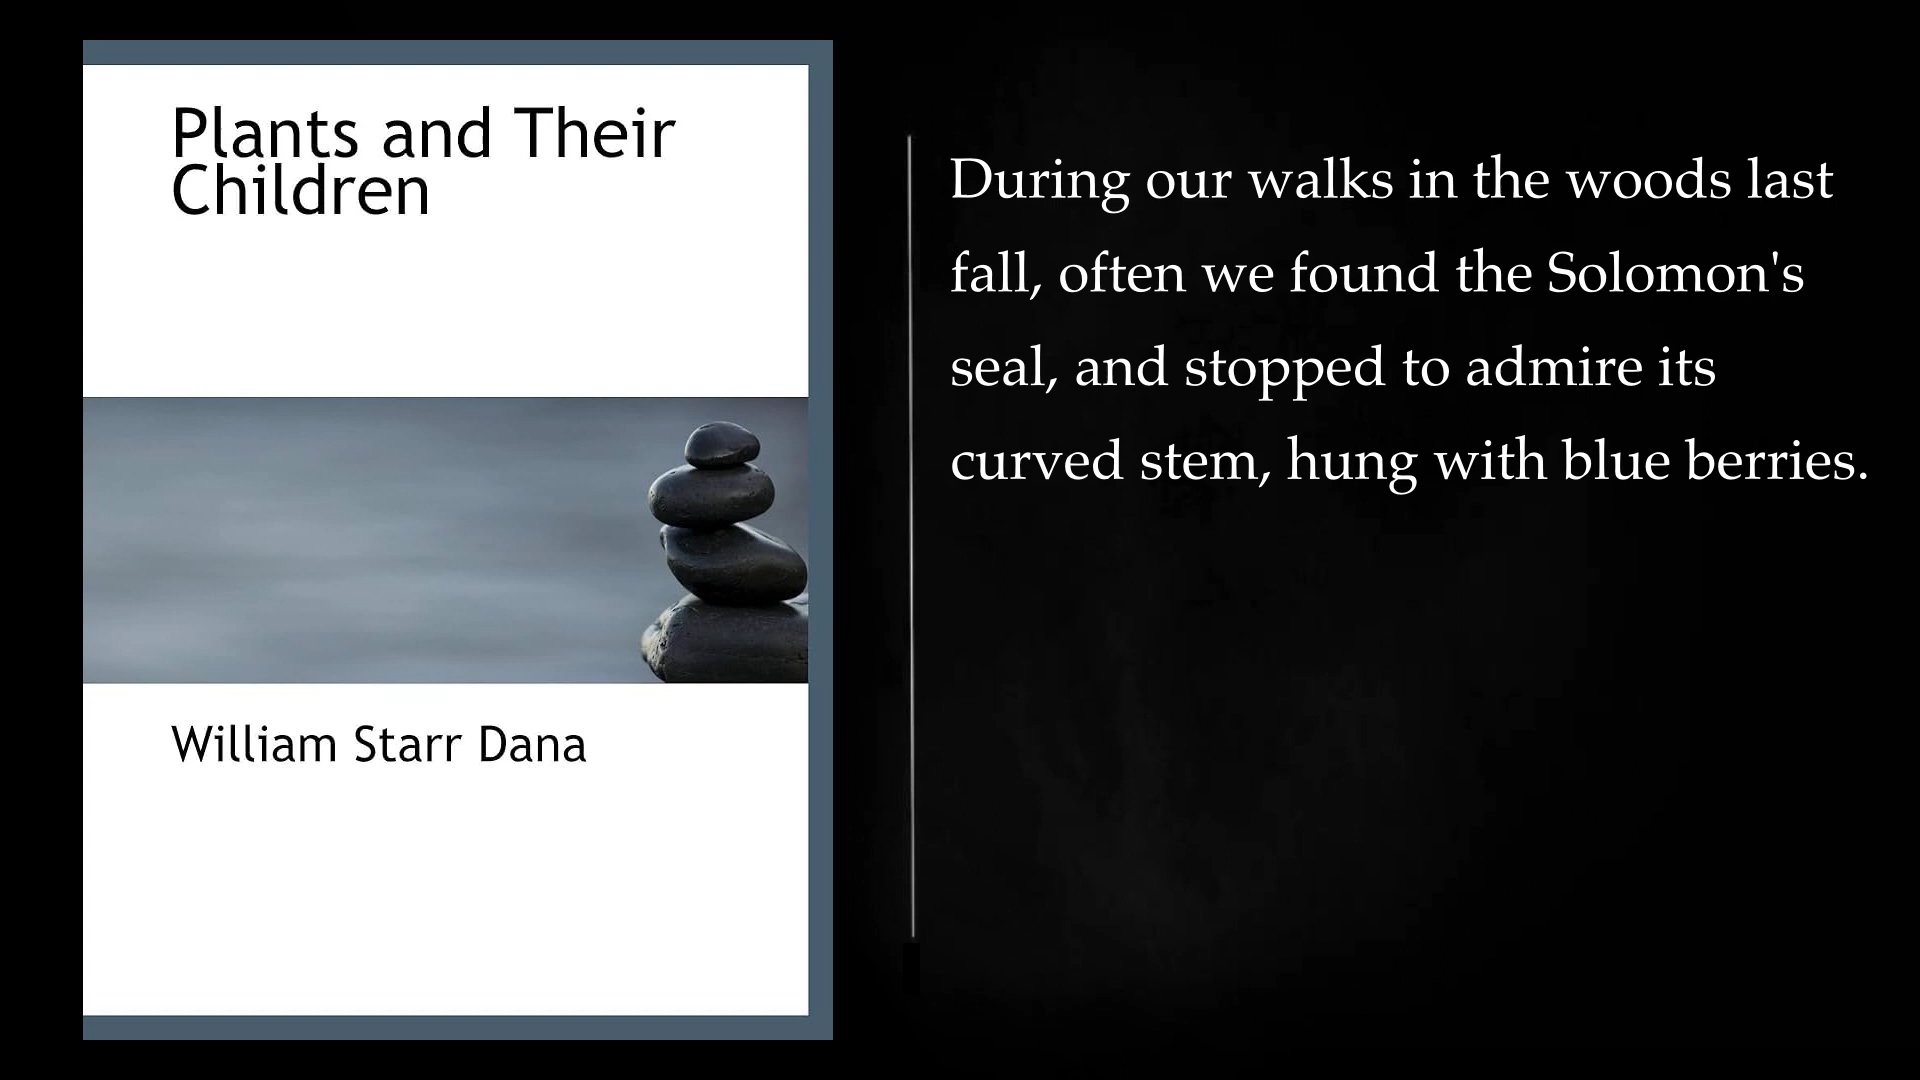 Plants and Their
Children
William Starr Dana
During our walks in the woods last
fall, often we found the Solomon's
seal, and stopped to admire its
curved stem, hung with blue berries.